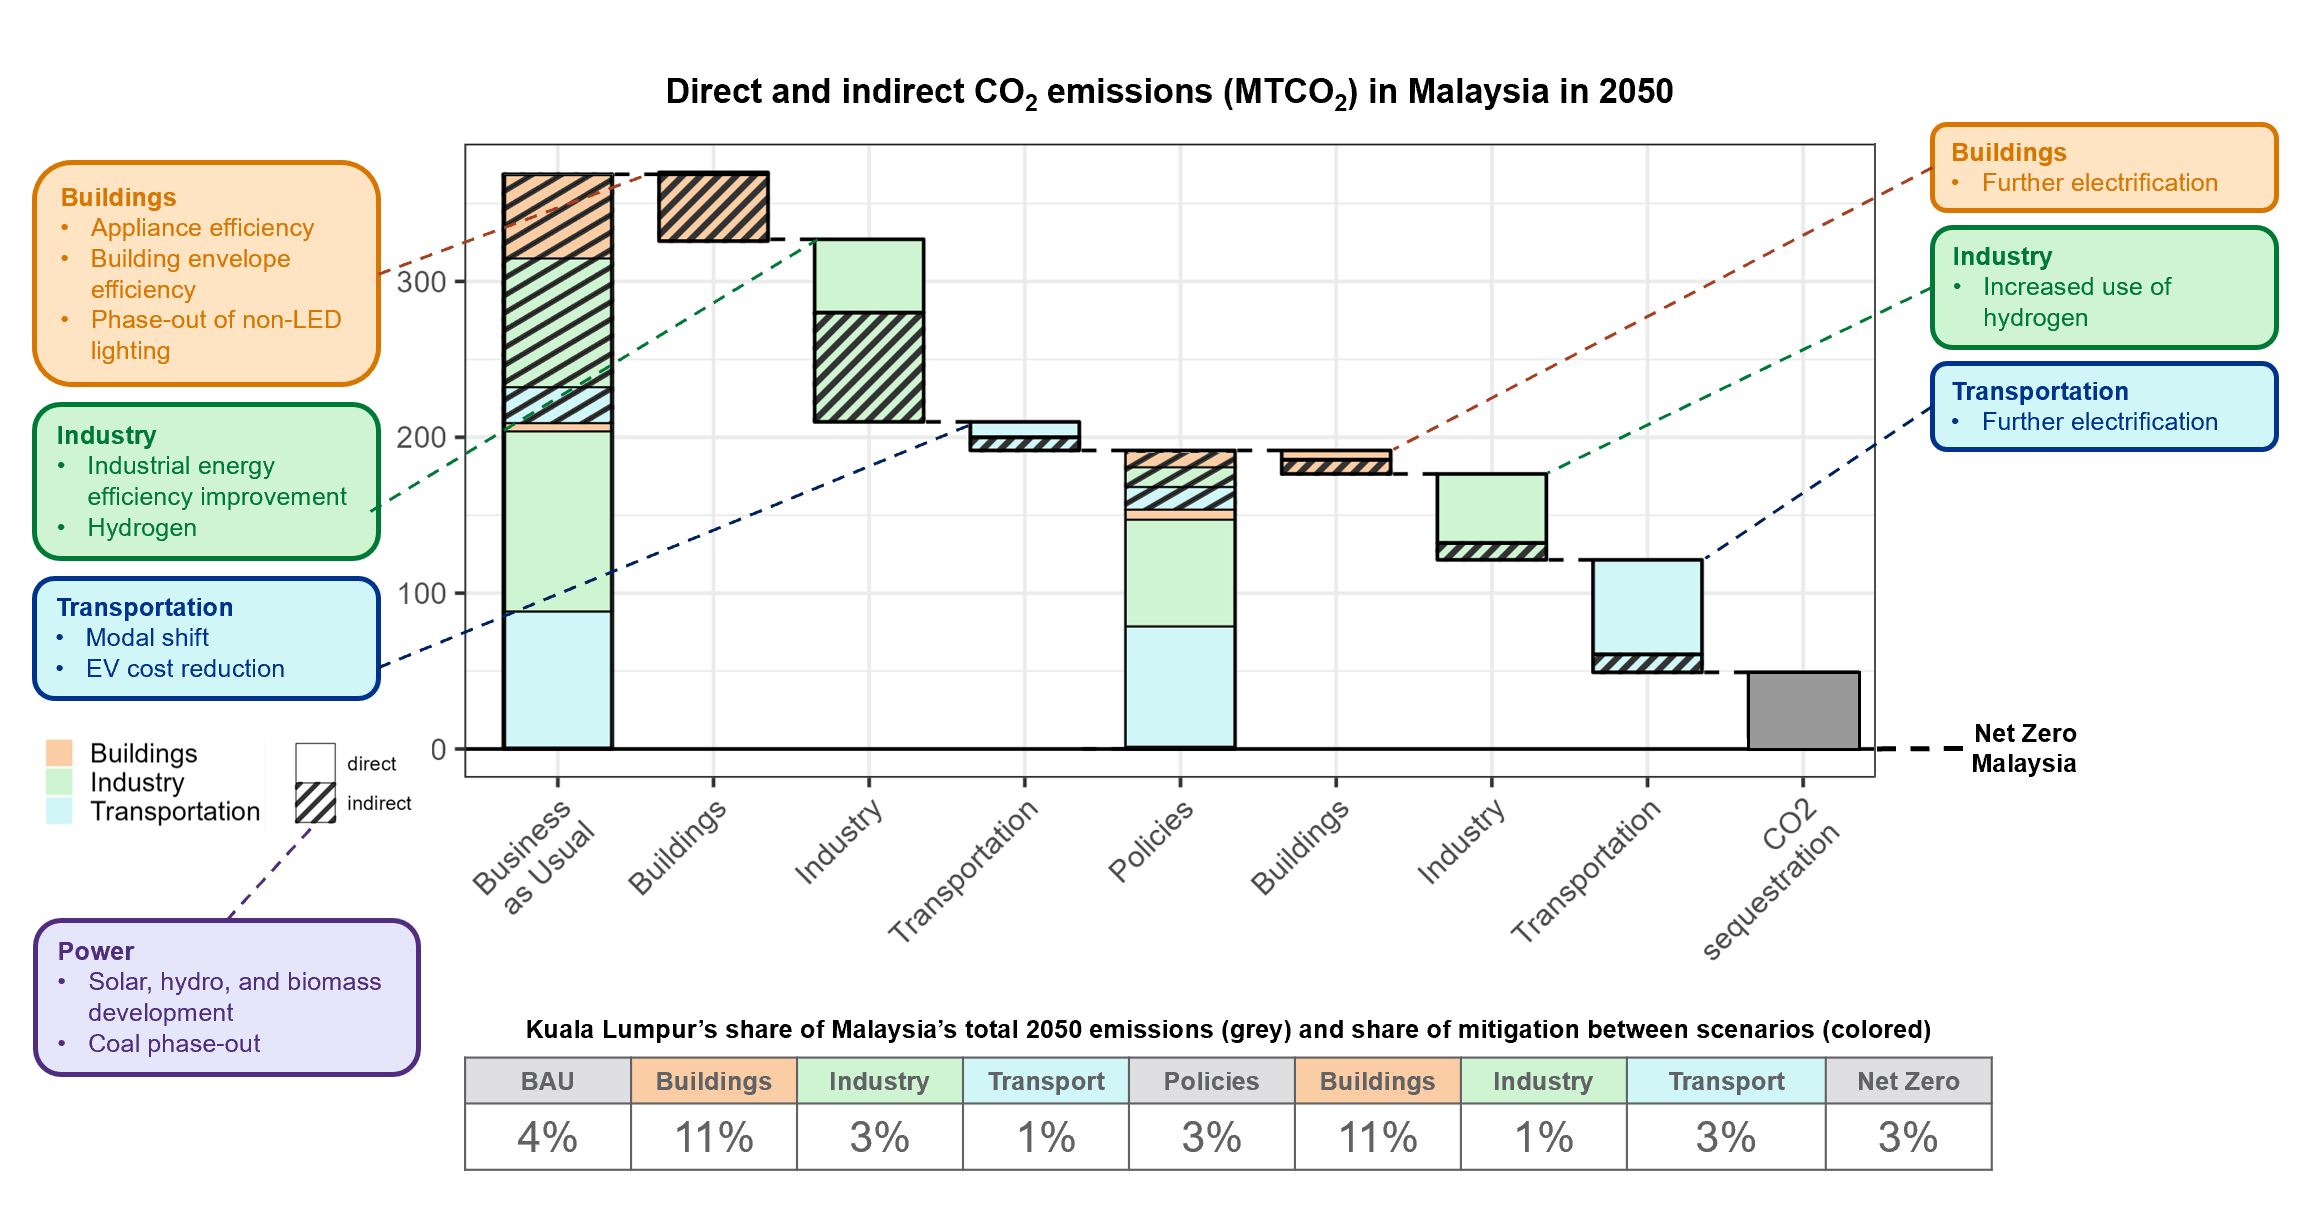 Direct and indirect CO2 emissions (MTCO2) in Malaysia in 2050
Buildings
• Appliance efficiency
• Building envelope
efficiency
• Phase-out of non-LED
lighting
Industry
• Industrial energy
efficiency improvement
• Hydrogen
Transportation
• Modal shift
• EV cost reduction
Buildings
Industry
Transportation
direct
indirect
Power
• Solar, hydro, and biomass
development
• Coal phase-out
300
200
100
0
Business
as Usual
Buildings
Industry
Transportation
Policies
Buildings
Industry
Transportation
CO2
sequestration
Buildings
• Further electrification
Industry
• Increased use of
hydrogen
Transportation
• Further electrification
Net Zero
Malaysia
Kuala Lumpur’s share of Malaysia’s total 2050 emissions (grey) and share of mitigation between scenarios (colored)
BAU Buildings Industry Transport Policies Buildings Industry Transport Net Zero
4% 11% 3% 1% 3% 11% 1% 3% 3%